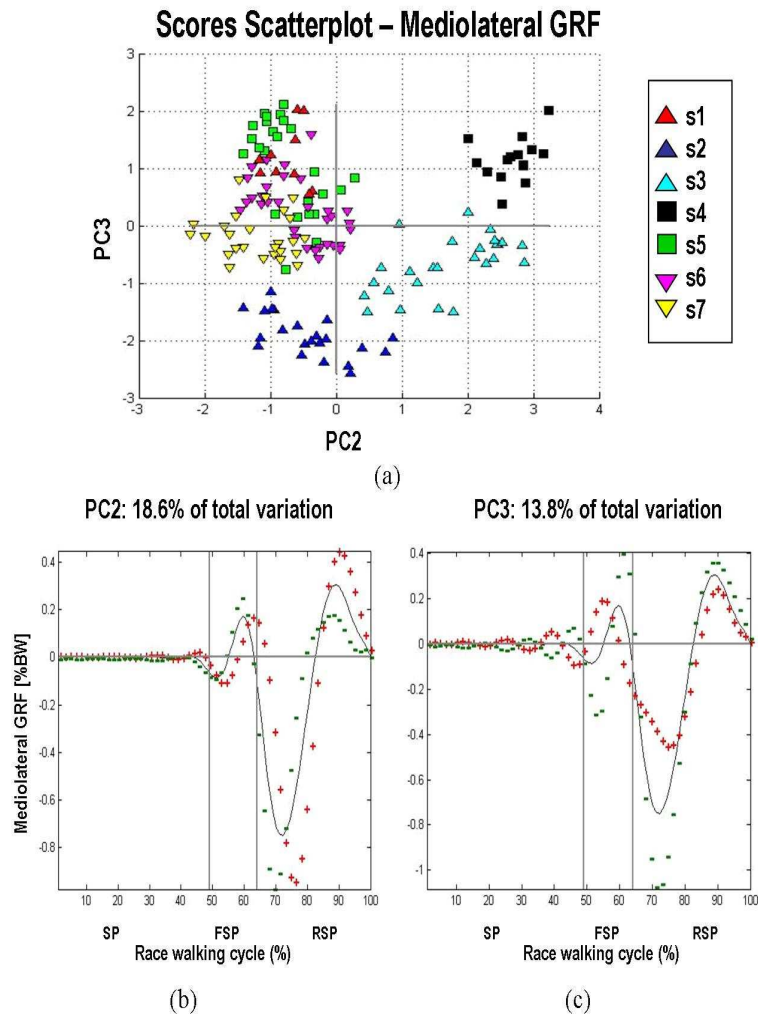 Scores Scatterplot – Mediolateral GRF
3
2
1
0
-1
-2
-3
PC3
-3 -2 -1 0 1 2 3 4
PC2
s1
s2
s3
s4
s5
s6
s7
(a)
PC2: 18.6% of total variation
0.4
0.2
0
-0.2
-0.4
-0.6
-0.8
Mediolateral GRF [%BW]
10 20 30 40 50 60 70 80 90 100
SP FSP RSP
Race walking cycle (%)
(b)
PC3: 13.8% of total variation
0.4
0.2
0
-0.2
-0.4
-0.6
-0.8
-1
10 20 30 40 50 60 70 80 90 100
SP FSP RSP
Race walking cycle (%)
(c)